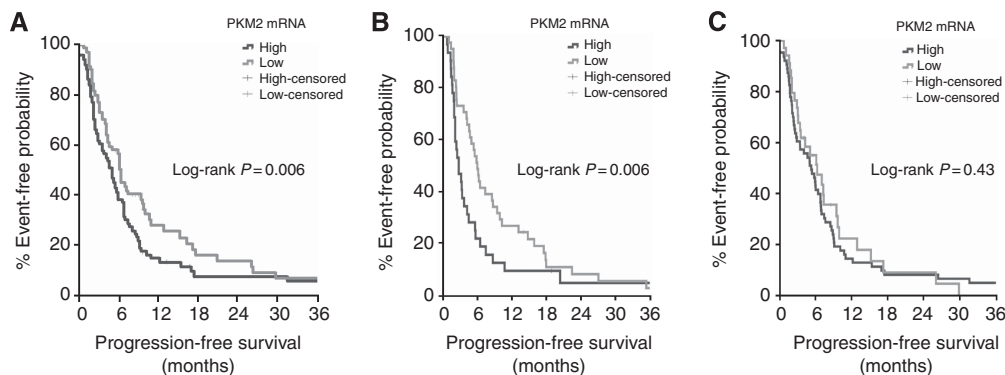 A
PKM2 mRNA
High
Low
High-censored
Low-censored
Log-rank P = 0.006
% Event-free probability
100
80
60
40
20
0
0 6 12 18 24 30 36
Progression-free survival
(months)
B
PKM2 mRNA
High
Low
High-censored
Low-censored
Log-rank P = 0.006
% Event-free probability
100
80
60
40
20
0
0 6 12 18 24 30 36
Progression-free survival
(months)
C
PKM2 mRNA
High
Low
High-censored
Low-censored
Log-rank P = 0.43
% Event-free probability
100
80
60
40
20
0
0 6 12 18 24 30 36
Progression-free survival
(months)